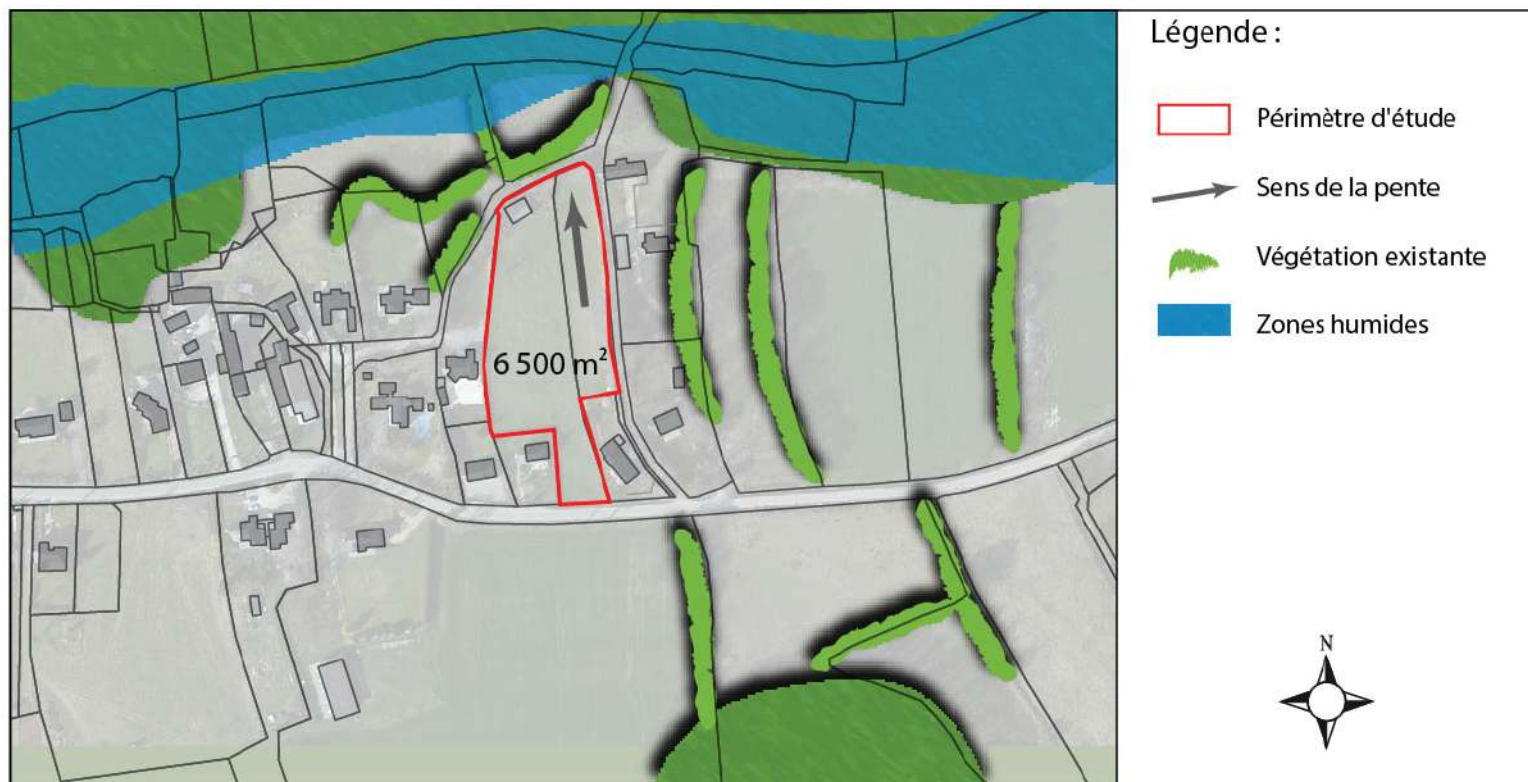 6 500 m²
Légende :
Périmètre d'étude
Sens de la pente
Végétation existante
Zones humides
N